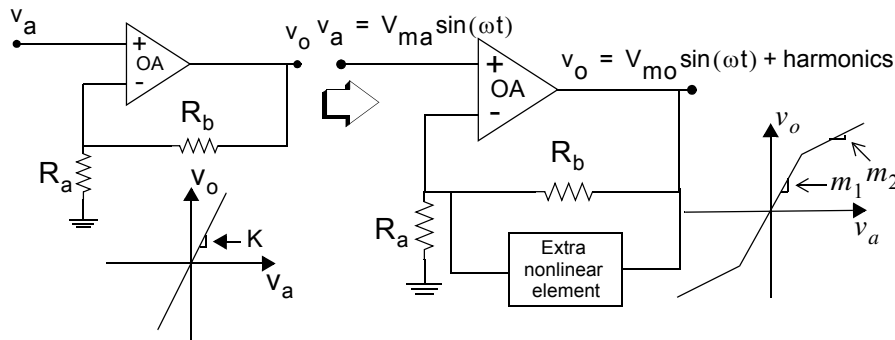 v_a
+
OA
-
v_o
R_b
R_a
v_o
K
v_a
v_a = V_ma sin(ωt)
+
OA
-
v_o = V_mo sin(ωt) + harmonics
R_b
R_a
Extra
nonlinear
element
v_o
m_1
m_2
v_a